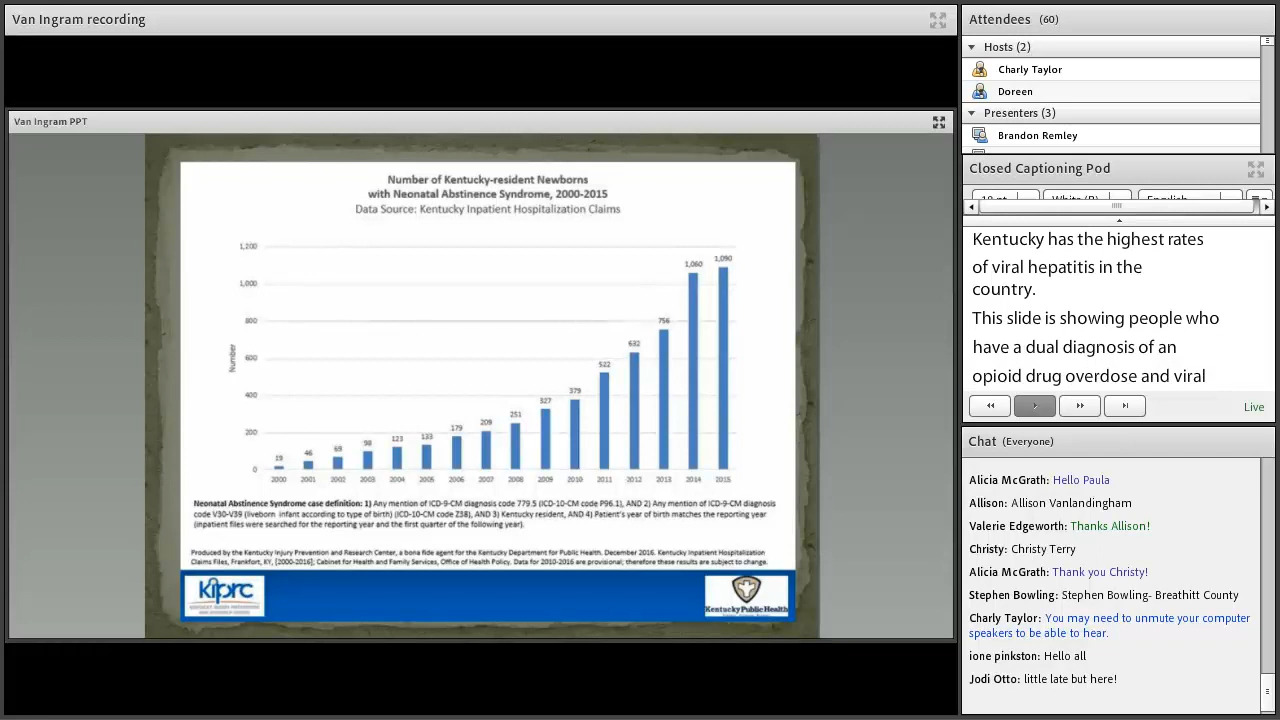 Van Ingram recording
Van Ingram PPT
Number of Kentucky-resident Newborns
with Neonatal Abstinence Syndrome, 2000-2015
Data Source: Kentucky Inpatient Hospitalization Claims
1,200
1,000
800
600
400
200
0
Number
19
46
69
98
123
133
179
209
251
327
379
522
632
756
1,060
1,090
2000 2001 2002 2003 2004 2005 2006 2007 2008 2009 2010 2011 2012 2013 2014 2015
Neonatal Abstinence Syndrome case definition: 1) Any mention of ICD-9-CM diagnosis code 779.5 (ICD-10-CM code P96.1), AND 2) Any mention of ICD-9-CM diagnosis
code V30-V39 (liveborn infant according to type of birth) (ICD-10-CM code Z38), AND 3) Kentucky resident, AND 4) Patient's year of birth matches the reporting year
(inpatient files were searched for the reporting year and the first quarter of the following year).
Produced by the Kentucky Injury Prevention and Research Center, a bona fide agent for the Kentucky Department for Public Health. December 2016. Kentucky Inpatient Hospitalization
Claims Files, Frankfort, KY, [2000-2016]; Cabinet for Health and Family Services, Office of Health Policy. Data for 2010-2016 are provisional; therefore these results are subject to change.
kiprc
Kentucky Public Health
Attendees (60)
Hosts (2)
Charly Taylor
Doreen
Presenters (3)
Brandon Remley
Closed Captioning Pod
Kentucky has the highest rates
of viral hepatitis in the
country.
This slide is showing people who
have a dual diagnosis of an
opioid drug overdose and viral
Live
Chat (Everyone)
Alicia McGrath: Hello Paula
Allison: Allison Vanlandingham
Valerie Edgeworth: Thanks Allison!
Christy: Christy Terry
Alicia McGrath: Thank you Christy!
Stephen Bowling: Stephen Bowling- Breathitt County
Charly Taylor: You may need to unmute your computer
speakers to be able to hear.
ione pinkston: Hello all
Jodi Otto: little late but here!